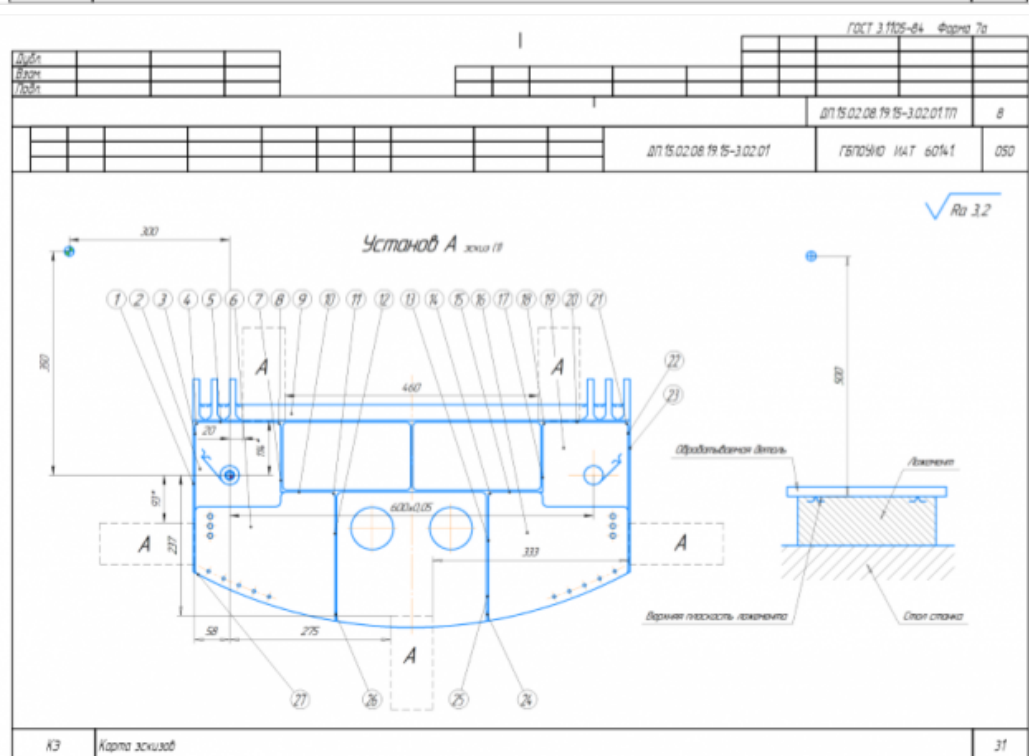 ГОСТ 3.1105-84 Форма 7а
Дубл.
Взам.
Подл.
ДП.15.02.08.19.15-3.02.01.ТП 8
ДП.15.02.08.19.15-3.02.01 ГБПОУИО ИАТ 60141 050
Ra 3,2
300
Установ А эскиз (1)
1 2 3 4 5 6 7 8 9 10 11 12 13 14 15 16 17 18 19 20 21
350
А
А
22
500
460
23
20
114
Обрабатываемая деталь
Ложемент
93*
600±0,05
А
237
333
А
58
275
Верхняя плоскость ложемента
Стол станка
А
27
26
25
24
КЭ Карта эскизов 31